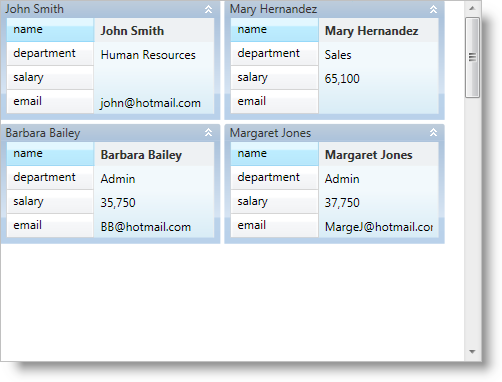 John Smith
name John Smith
department Human Resources
salary
email john@hotmail.com
Mary Hernandez
name Mary Hernandez
department Sales
salary 65,100
email
Barbara Bailey
name Barbara Bailey
department Admin
salary 35,750
email BB@hotmail.com
Margaret Jones
name Margaret Jones
department Admin
salary 37,750
email MargeJ@hotmail.cor